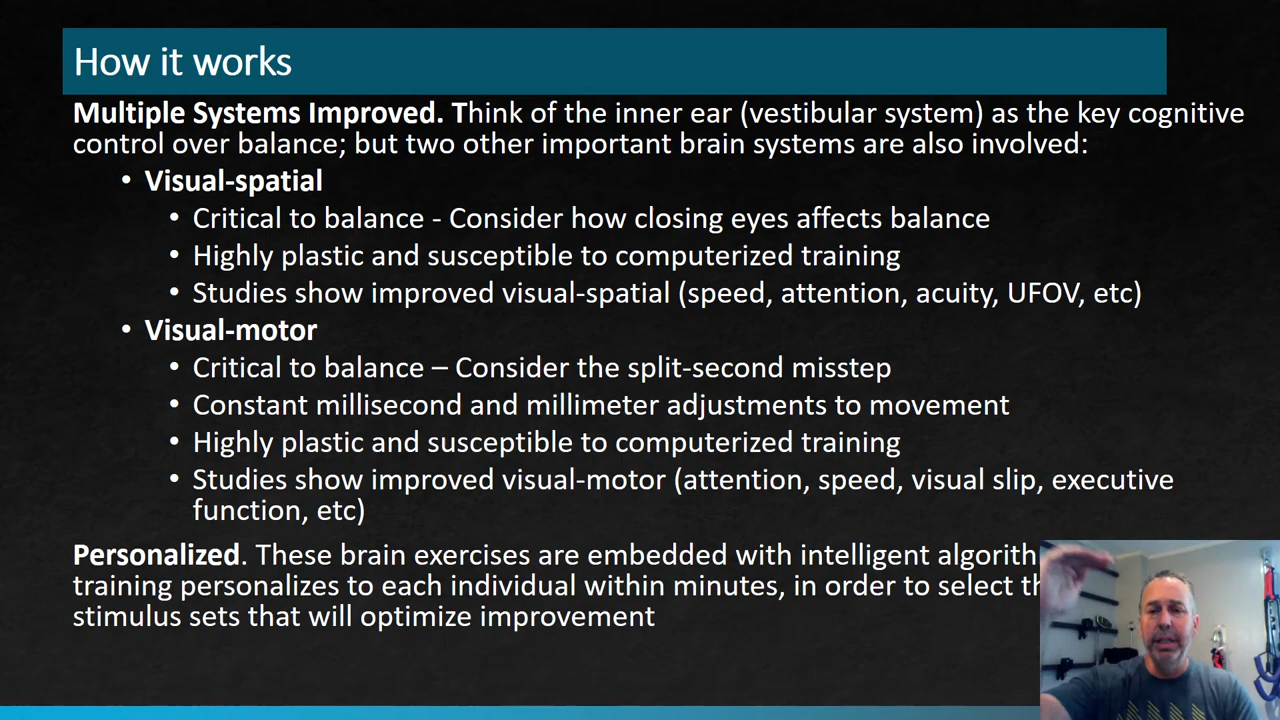 How it works
Multiple Systems Improved. Think of the inner ear (vestibular system) as the key cognitive
control over balance; but two other important brain systems are also involved:
• Visual-spatial
• Critical to balance - Consider how closing eyes affects balance
• Highly plastic and susceptible to computerized training
• Studies show improved visual-spatial (speed, attention, acuity, UFOV, etc)
• Visual-motor
• Critical to balance – Consider the split-second misstep
• Constant millisecond and millimeter adjustments to movement
• Highly plastic and susceptible to computerized training
• Studies show improved visual-motor (attention, speed, visual slip, executive
function, etc)
Personalized. These brain exercises are embedded with intelligent
training personalizes to each individual within minutes, in order to select
stimulus sets that will optimize improvement